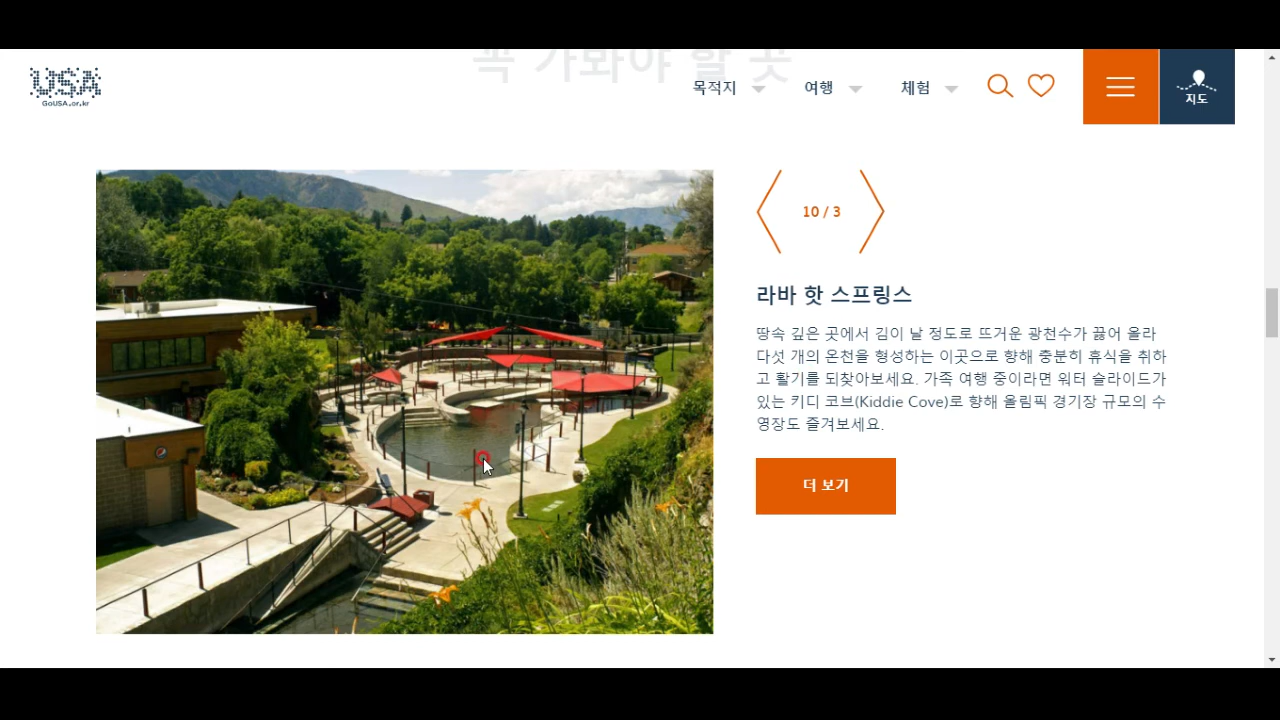 꼭 가봐야 할 곳
USA
GoUSA.or.kr
목적지
여행
체험
지도
10 / 3
라바 핫 스프링스
땅속 깊은 곳에서 김이 날 정도로 뜨거운 광천수가 끓어 올라
다섯 개의 온천을 형성하는 이곳으로 향해 충분히 휴식을 취하
고 활기를 되찾아보세요. 가족 여행 중이라면 워터 슬라이드가
있는 키디 코브(Kiddie Cove)로 향해 올림픽 경기장 규모의 수
영장도 즐겨보세요.
더 보기